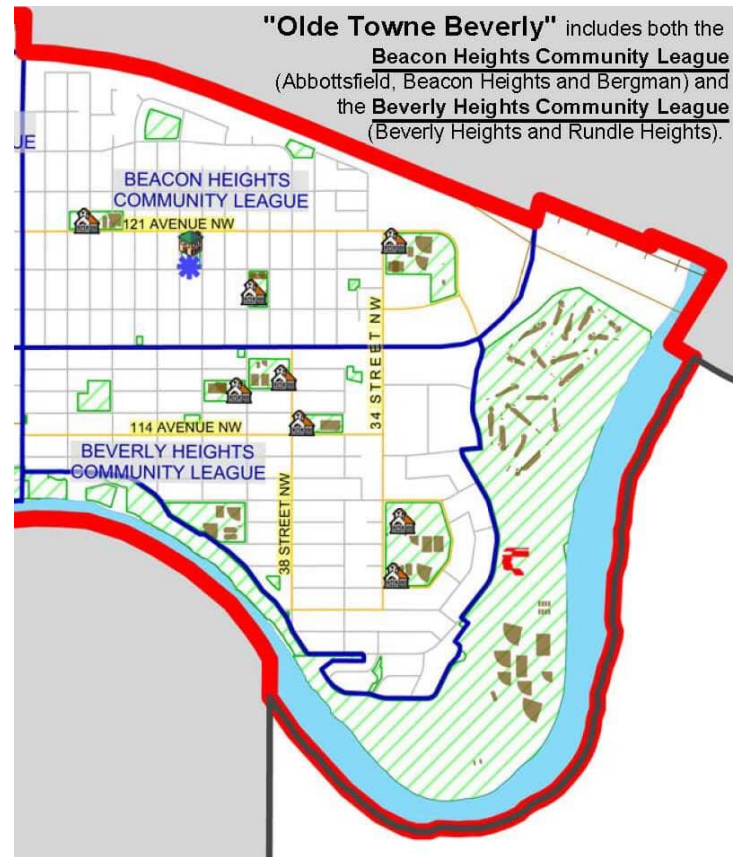 "Olde Towne Beverly" includes both the
Beacon Heights Community League
(Abbottsfield, Beacon Heights and Bergman) and
the Beverly Heights Community League
(Beverly Heights and Rundle Heights).
UE
BEACON HEIGHTS
COMMUNITY LEAGUE
121 AVENUE NW
34 STREET NW
114 AVENUE NW
BEVERLY HEIGHTS
COMMUNITY LEAGUE
38 STREET NW